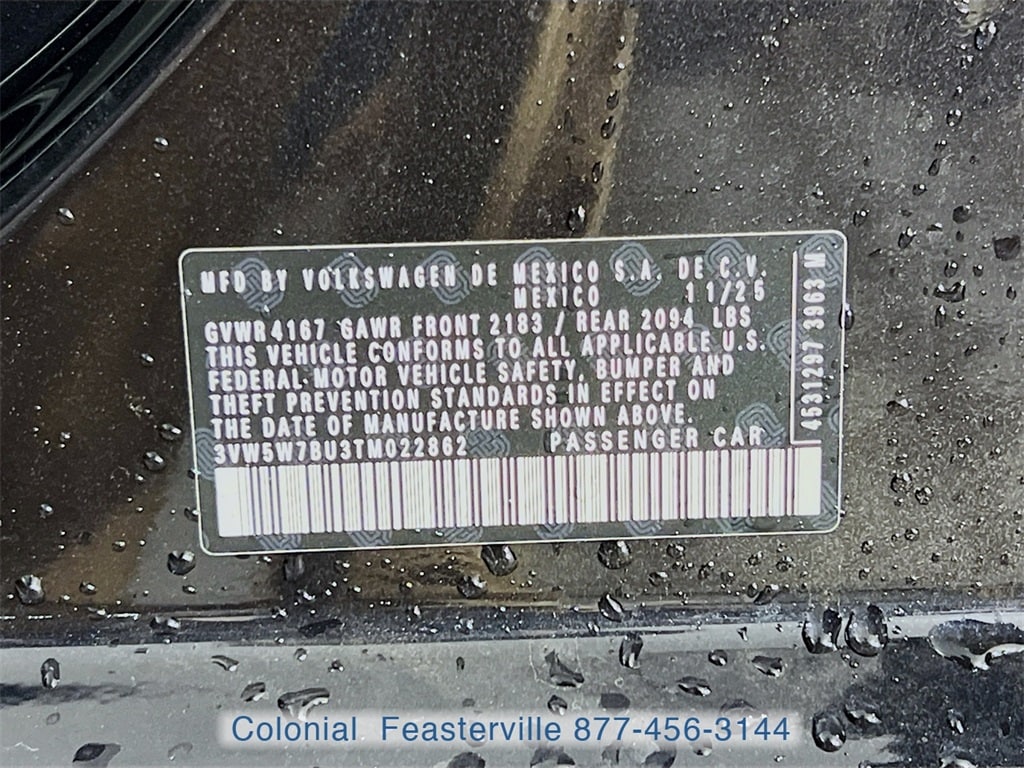 MFD BY VOLKSWAGEN DE MEXICO S.A. DE C.V.
MEXICO 11/25
GVWR 4167 GAWR FRONT 2183 / REAR 2094 LBS
THIS VEHICLE CONFORMS TO ALL APPLICABLE U.S.
FEDERAL MOTOR VEHICLE SAFETY, BUMPER AND
THEFT PREVENTION STANDARDS IN EFFECT ON
THE DATE OF MANUFACTURE SHOWN ABOVE.
3VW5W7BU3TM022862 PASSENGER CAR
4531297 3963 M
Colonial Feasterville 877-456-3144